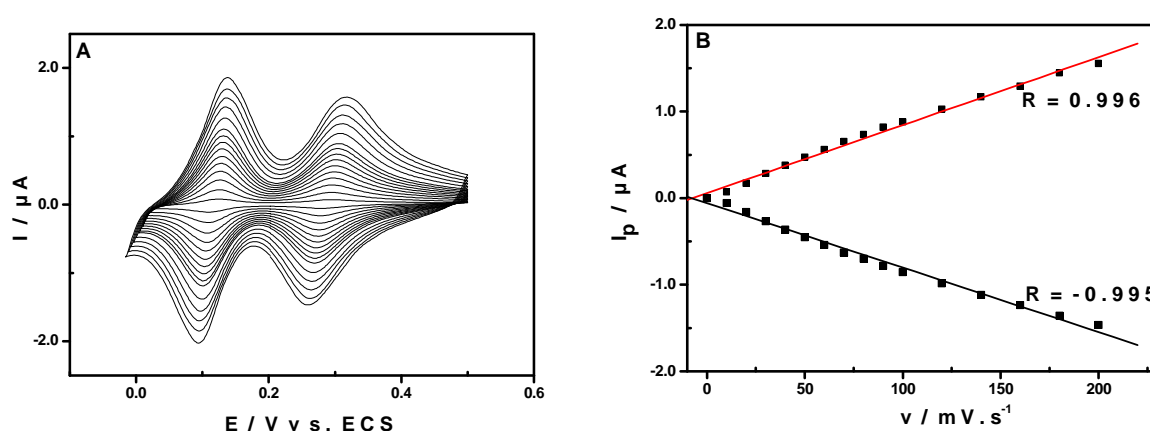 A
2.0
0.0
-2.0
I / µA
0.0
0.2
0.4
0.6
E / V vs. ECS
B
2.0
1.0
0.0
-1.0
-2.0
Ip / µA
R = 0.996
R = -0.995
0
50
100
150
200
v / mV.s-1